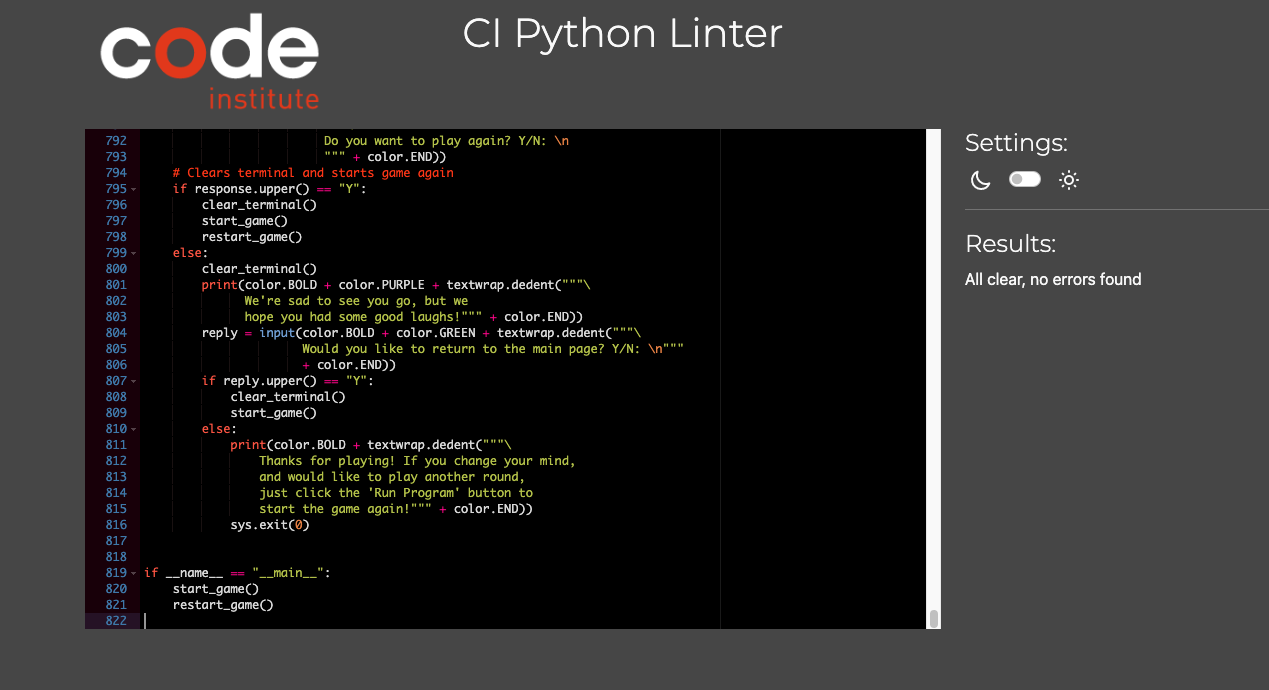 code
institute
CI Python Linter
792 Do you want to play again? Y/N: \n
793 """ + color.END))
794 # Clears terminal and starts game again
795 if response.upper() == "Y":
796 clear_terminal()
797 start_game()
798 restart_game()
799 else:
800 clear_terminal()
801 print(color.BOLD + color.PURPLE + textwrap.dedent("""\
802 We're sad to see you go, but we
803 hope you had some good laughs!""" + color.END))
804 reply = input(color.BOLD + color.GREEN + textwrap.dedent("""\
805 Would you like to return to the main page? Y/N: \n"""
806 + color.END))
807 if reply.upper() == "Y":
808 clear_terminal()
809 start_game()
810 else:
811 print(color.BOLD + textwrap.dedent("""\
812 Thanks for playing! If you change your mind,
813 and would like to play another round,
814 just click the 'Run Program' button to
815 start the game again!""" + color.END))
816 sys.exit(0)
817
818
819 if __name__ == "__main__":
820 start_game()
821 restart_game()
822
Settings:
Results:
All clear, no errors found